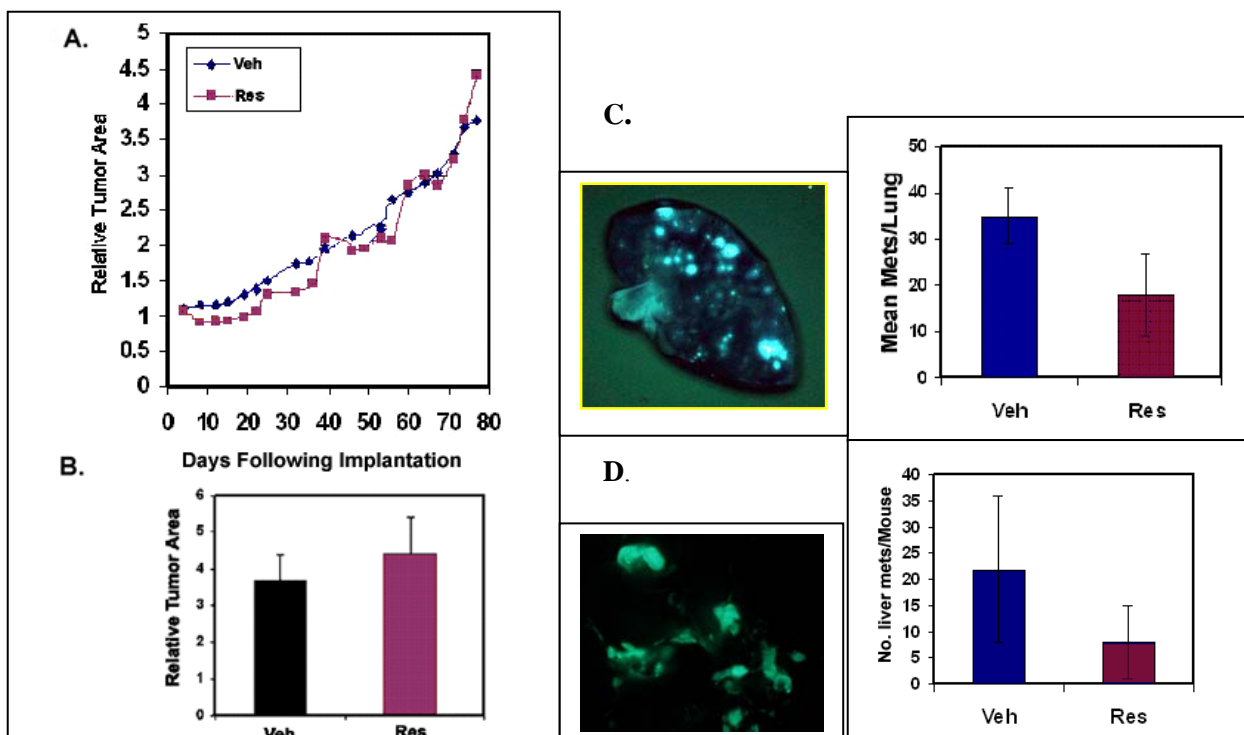 A.
Veh
Res
Relative Tumor Area
5
4.5
4
3.5
3
2.5
2
1.5
1
0.5
0
0 10 20 30 40 50 60 70 80
Days Following Implantation
B.
Relative Tumor Area
6
5
4
3
2
1
0
Veh Res
C.
Mean Mets/Lung
50
40
30
20
10
0
Veh Res
D.
No. liver mets/Mouse
40
35
30
25
20
15
10
5
0
Veh Res